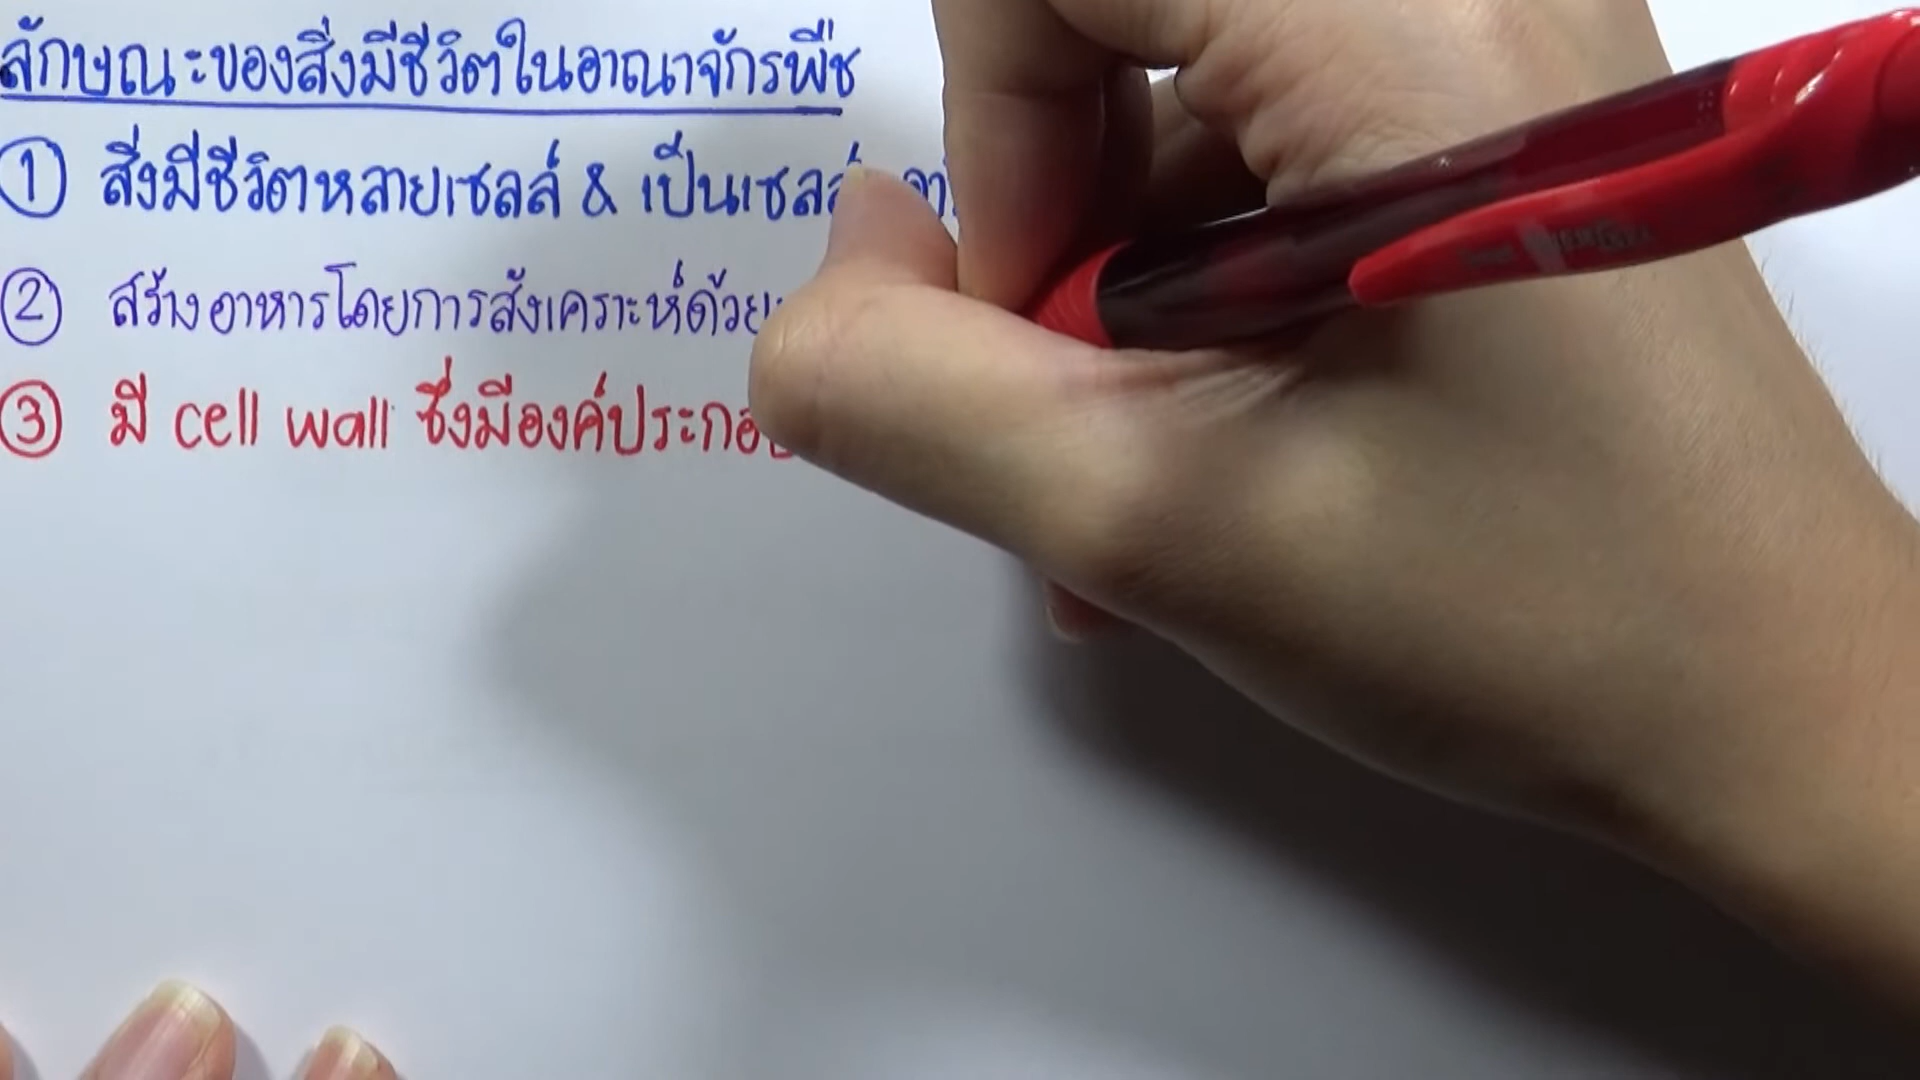 ลักษณะของสิ่งมีชีวิตในอาณาจักรพืช
① สิ่งมีชีวิตหลายเซลล์ & เป็นเซลล์
② สร้างอาหารโดยการสังเคราะห์ด้วย
③ มี cell wall ซึ่งมีองค์ประกอบ